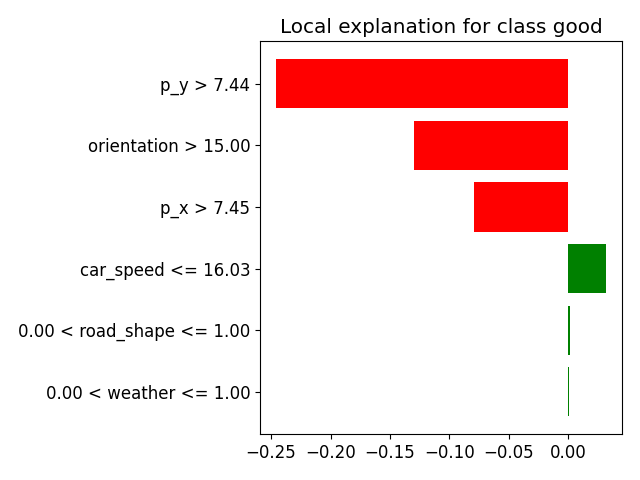 Local explanation for class good
p_y > 7.44
orientation > 15.00
p_x > 7.45
car_speed <= 16.03
0.00 < road_shape <= 1.00
0.00 < weather <= 1.00
−0.25 −0.20 −0.15 −0.10 −0.05 0.00